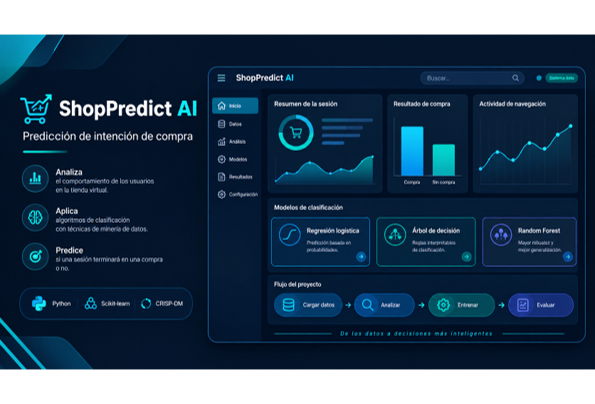 ShopPredict AI
Predicción de intención de compra
Analiza
el comportamiento de los usuarios
en la tienda virtual.
Aplica
algoritmos de clasificación
con técnicas de minería de datos.
Predice
si una sesión terminará en una compra
o no.
Python
Scikit-learn
CRISP-DM
ShopPredict AI
Buscar...
Inicio
Datos
Análisis
Modelos
Resultados
Configuración
Resumen de la sesión
Resultado de compra
Compra
Sin compra
Actividad de navegación
Modelos de clasificación
Regresión logística
Predicción basada en
probabilidades.
Árbol de decisión
Reglas interpretables
de clasificación.
Random Forest
Mayor robustez y
mejor generalización.
Flujo del proyecto
Cargar datos
Analizar
Entrenar
Evaluar
De los datos a decisiones más inteligentes